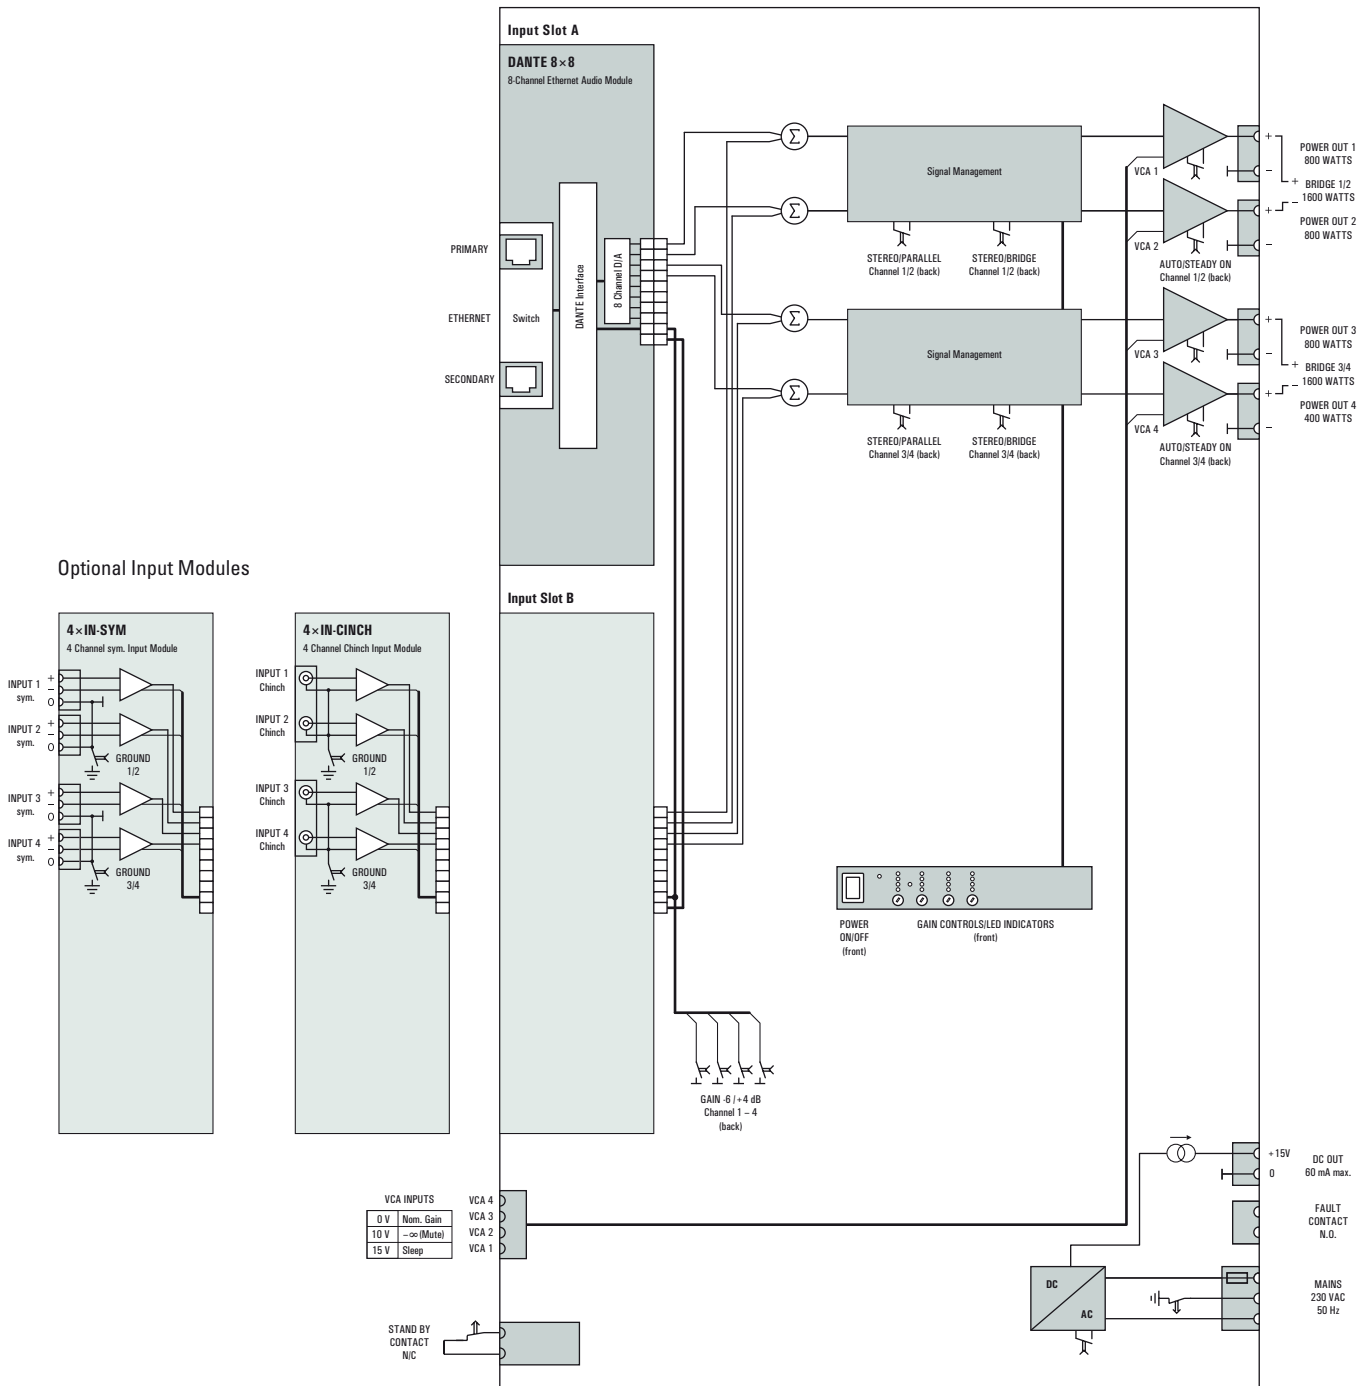 Input Slot A
DANTE 8×8
8-Channel Ethernet Audio Module
PRIMARY
ETHERNET
SECONDARY
Switch
DANTE Interface
8 Channel D/A
Σ
Σ
Σ
Σ
Signal Management
STEREO/PARALLEL
Channel 1/2 (back)
STEREO/BRIDGE
Channel 1/2 (back)
Signal Management
STEREO/PARALLEL
Channel 3/4 (back)
STEREO/BRIDGE
Channel 3/4 (back)
VCA 1
VCA 2
AUTO/STEADY ON
Channel 1/2 (back)
VCA 3
VCA 4
AUTO/STEADY ON
Channel 3/4 (back)
+
−
+
−
+
−
+
−
POWER OUT 1
800 WATTS
+ BRIDGE 1/2
− 1600 WATTS
POWER OUT 2
800 WATTS
POWER OUT 3
800 WATTS
+ BRIDGE 3/4
− 1600 WATTS
POWER OUT 4
400 WATTS
Optional Input Modules
4×IN-SYM
4 Channel sym. Input Module
INPUT 1
sym.
+
−
0
INPUT 2
sym.
+
−
0
GROUND
1/2
INPUT 3
sym.
+
−
0
INPUT 4
sym.
+
−
0
GROUND
3/4
4×IN-CINCH
4 Channel Chinch Input Module
INPUT 1
Chinch
INPUT 2
Chinch
GROUND
1/2
INPUT 3
Chinch
INPUT 4
Chinch
GROUND
3/4
Input Slot B
POWER
ON/OFF
(front)
GAIN CONTROLS/LED INDICATORS
(front)
GAIN -6 / +4 dB
Channel 1 – 4
(back)
VCA INPUTS
0 V Nom. Gain
10 V −∞ (Mute)
15 V Sleep
VCA 4
VCA 3
VCA 2
VCA 1
STAND BY
CONTACT
N/C
+15V
0
DC OUT
60 mA max.
FAULT
CONTACT
N.O.
DC
AC
MAINS
230 VAC
50 Hz